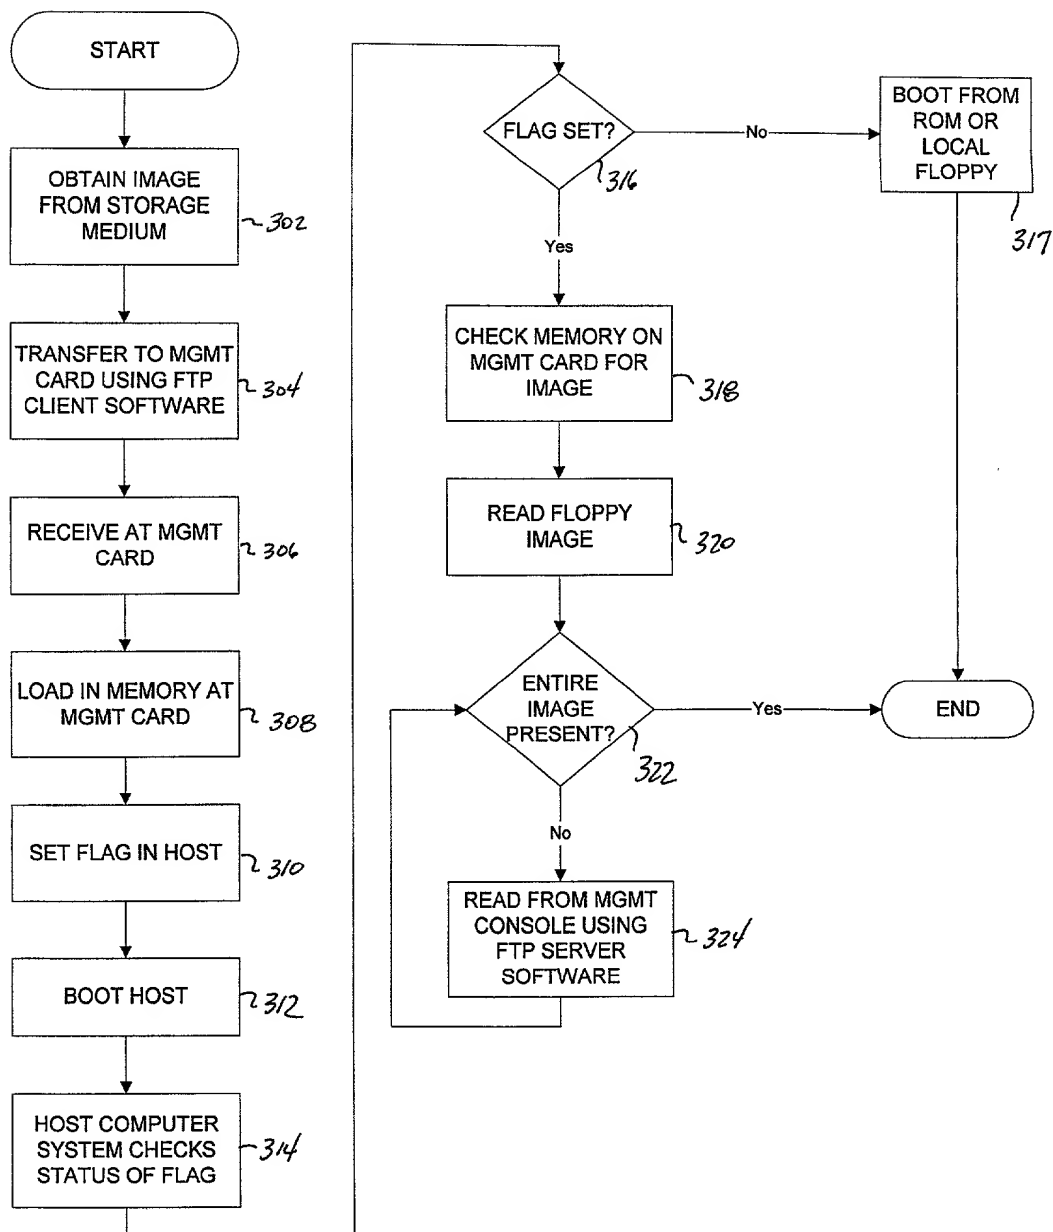 START
OBTAIN IMAGE
FROM STORAGE
MEDIUM
302
TRANSFER TO MGMT
CARD USING FTP
CLIENT SOFTWARE
304
RECEIVE AT MGMT
CARD
306
LOAD IN MEMORY AT
MGMT CARD
308
SET FLAG IN HOST
310
BOOT HOST
312
HOST COMPUTER
SYSTEM CHECKS
STATUS OF FLAG
314
FLAG SET?
316
No
BOOT FROM
ROM OR
LOCAL
FLOPPY
317
Yes
CHECK MEMORY ON
MGMT CARD FOR
IMAGE
318
READ FLOPPY
IMAGE
320
ENTIRE
IMAGE
PRESENT?
322
Yes
END
No
READ FROM MGMT
CONSOLE USING
FTP SERVER
SOFTWARE
324